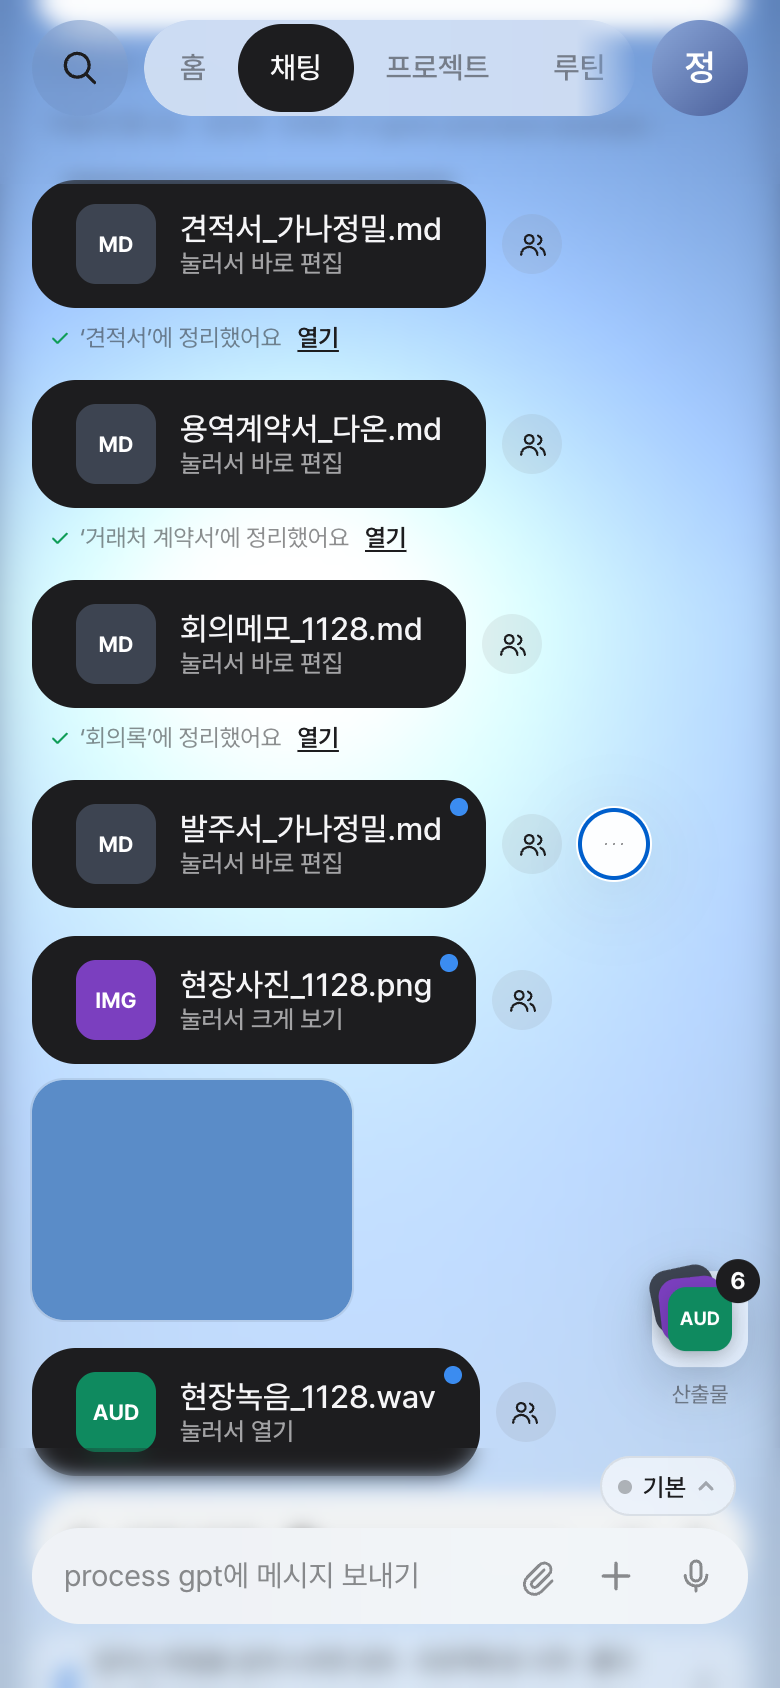 홈
채팅
프로젝트
루틴
정
MD
견적서_가나정밀.md
눌러서 바로 편집
‘견적서’에 정리했어요 열기
MD
용역계약서_다온.md
눌러서 바로 편집
‘거래처 계약서’에 정리했어요 열기
MD
회의메모_1128.md
눌러서 바로 편집
‘회의록’에 정리했어요 열기
MD
발주서_가나정밀.md
눌러서 바로 편집
···
IMG
현장사진_1128.png
눌러서 크게 보기
6
AUD
산출물
AUD
현장녹음_1128.wav
눌러서 열기
기본
process gpt에 메시지 보내기